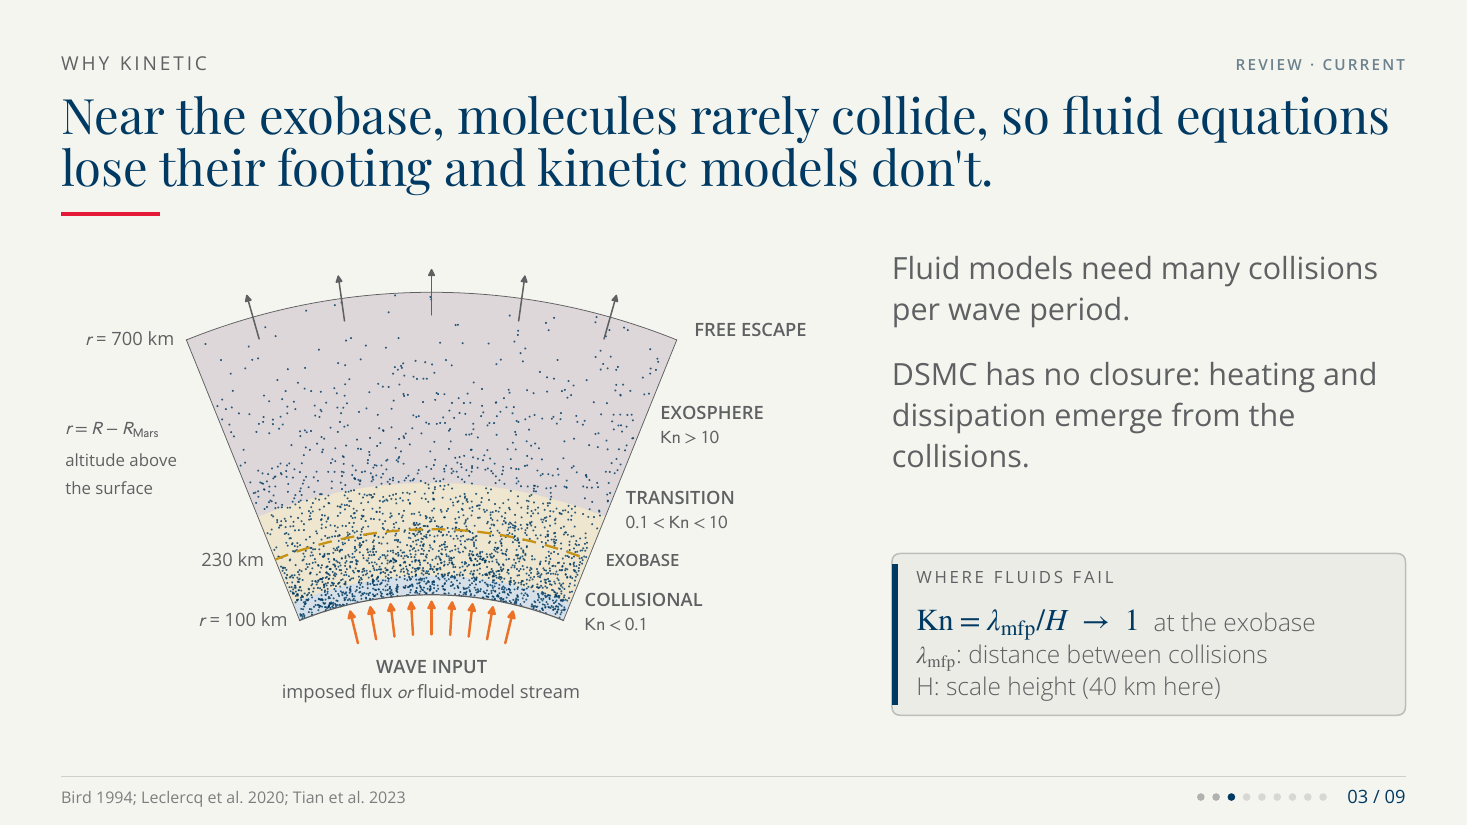 WHY KINETIC
REVIEW · CURRENT
Near the exobase, molecules rarely collide, so fluid equations
lose their footing and kinetic models don't.
r = 700 km
r = R − R_Mars
altitude above
the surface
230 km
r = 100 km
FREE ESCAPE
EXOSPHERE
Kn > 10
TRANSITION
0.1 < Kn < 10
EXOBASE
COLLISIONAL
Kn < 0.1
WAVE INPUT
imposed flux or fluid-model stream
Fluid models need many collisions
per wave period.
DSMC has no closure: heating and
dissipation emerge from the
collisions.
WHERE FLUIDS FAIL
Kn = λ_mfp/H → 1 at the exobase
λ_mfp: distance between collisions
H: scale height (40 km here)
Bird 1994; Leclercq et al. 2020; Tian et al. 2023
03 / 09